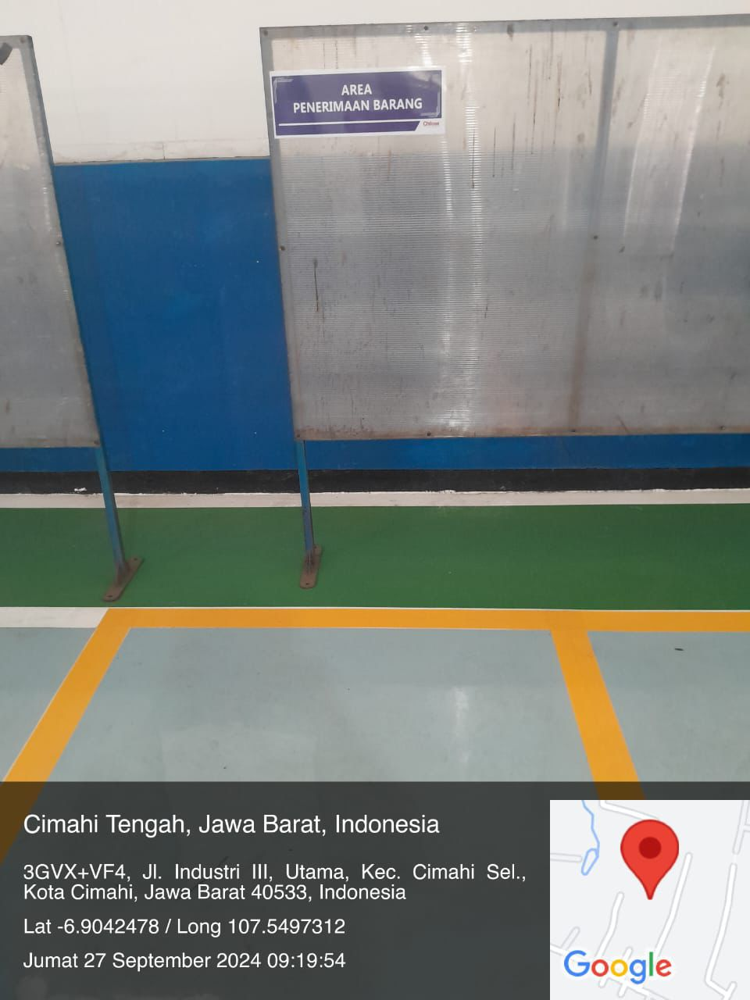 AREA
PENERIMAAN BARANG
Chitose
Cimahi Tengah, Jawa Barat, Indonesia
3GVX+VF4, Jl. Industri III, Utama, Kec. Cimahi Sel.,
Kota Cimahi, Jawa Barat 40533, Indonesia
Lat -6.9042478 / Long 107.5497312
Jumat 27 September 2024 09:19:54
Google